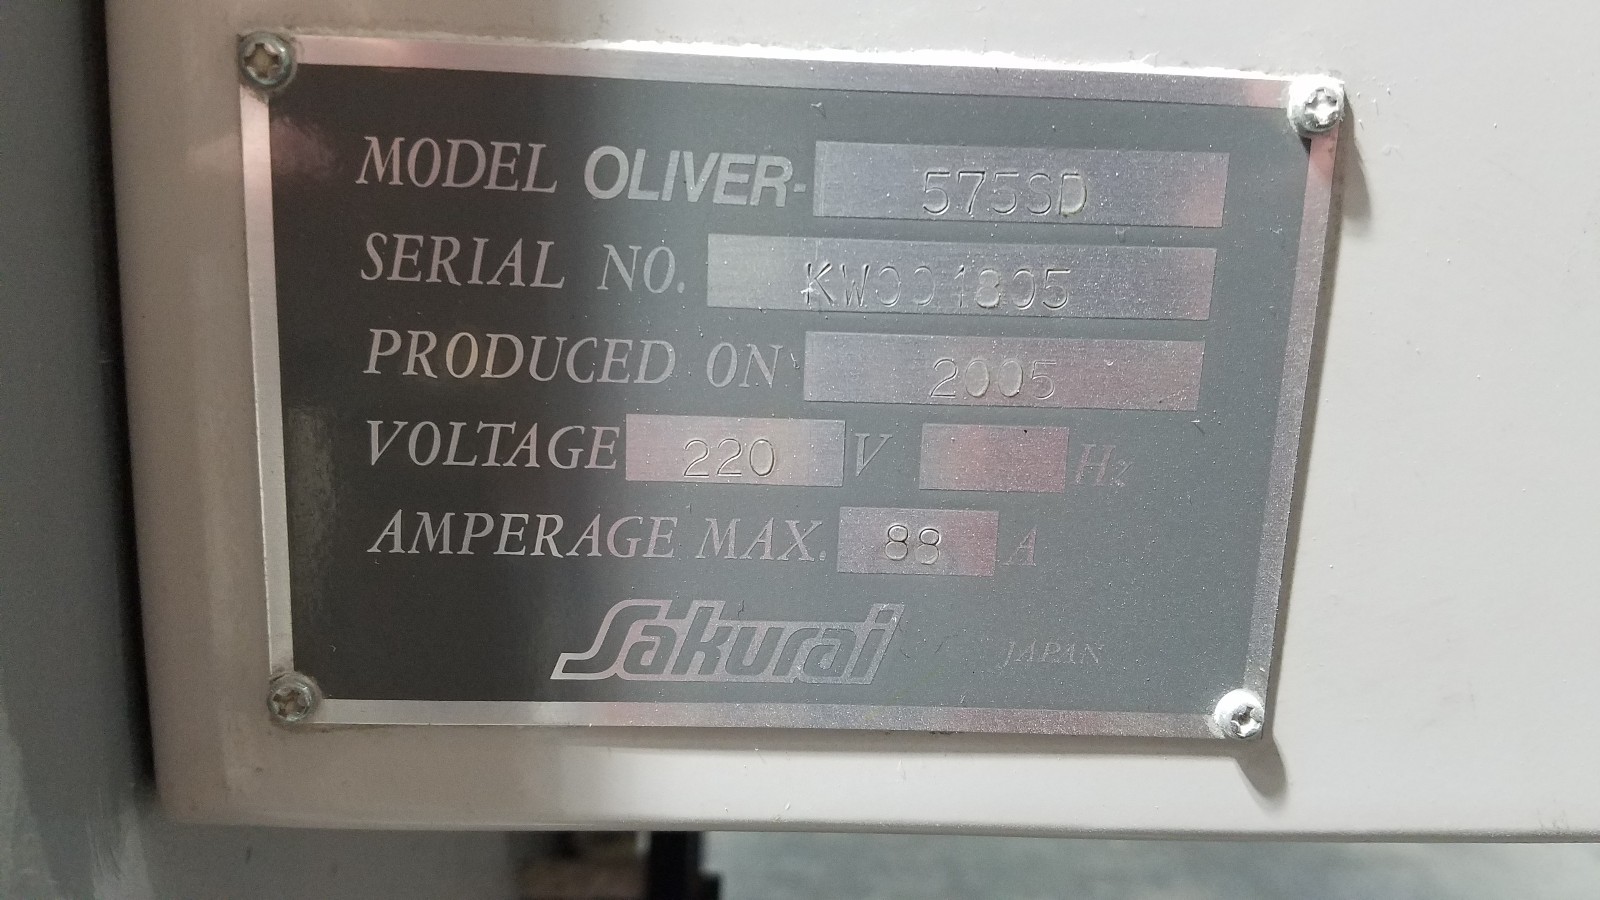 MODEL OLIVER- 575SD
SERIAL NO. KW001805
PRODUCED ON 2005
VOLTAGE 220 V Hz
AMPERAGE MAX. 88 A
Sakurai JAPAN